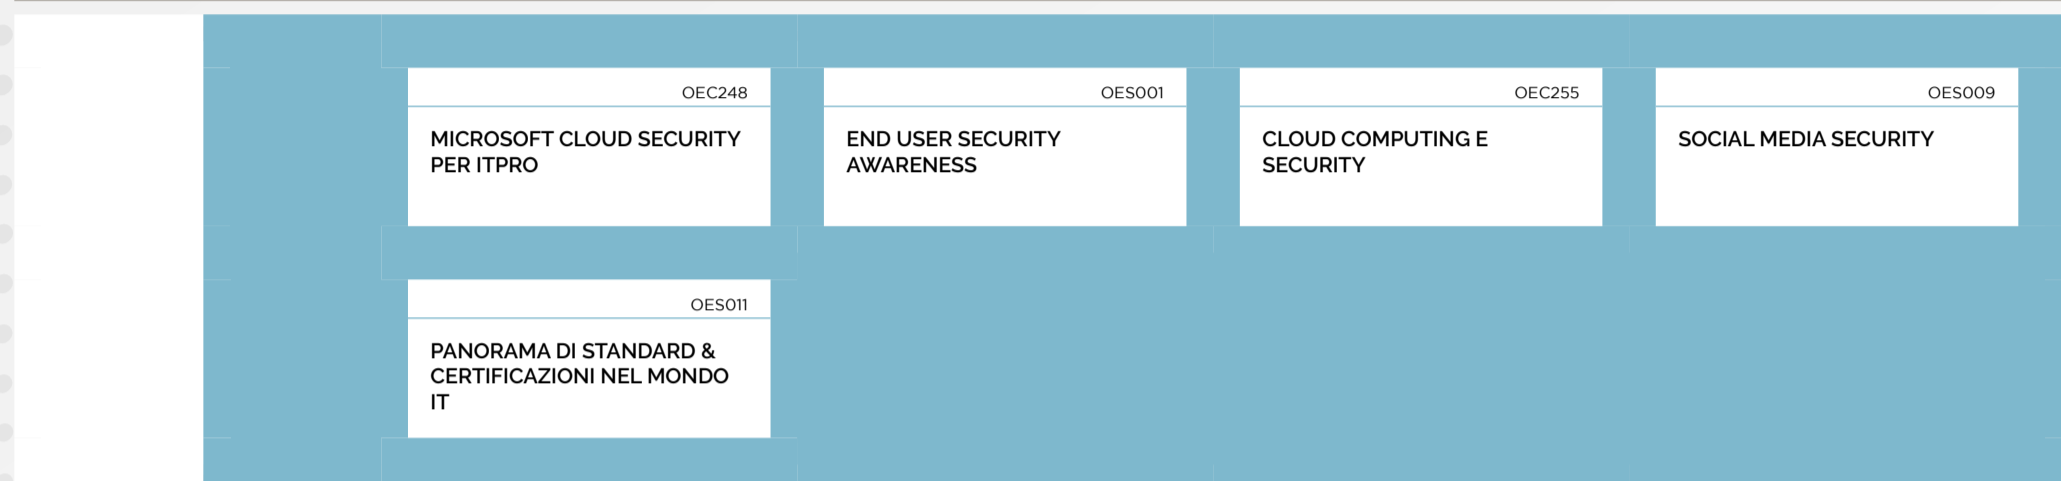 OEC248
MICROSOFT CLOUD SECURITY
PER ITPRO
OES001
END USER SECURITY
AWARENESS
OEC255
CLOUD COMPUTING E
SECURITY
OES009
SOCIAL MEDIA SECURITY
OES011
PANORAMA DI STANDARD &
CERTIFICAZIONI NEL MONDO
IT